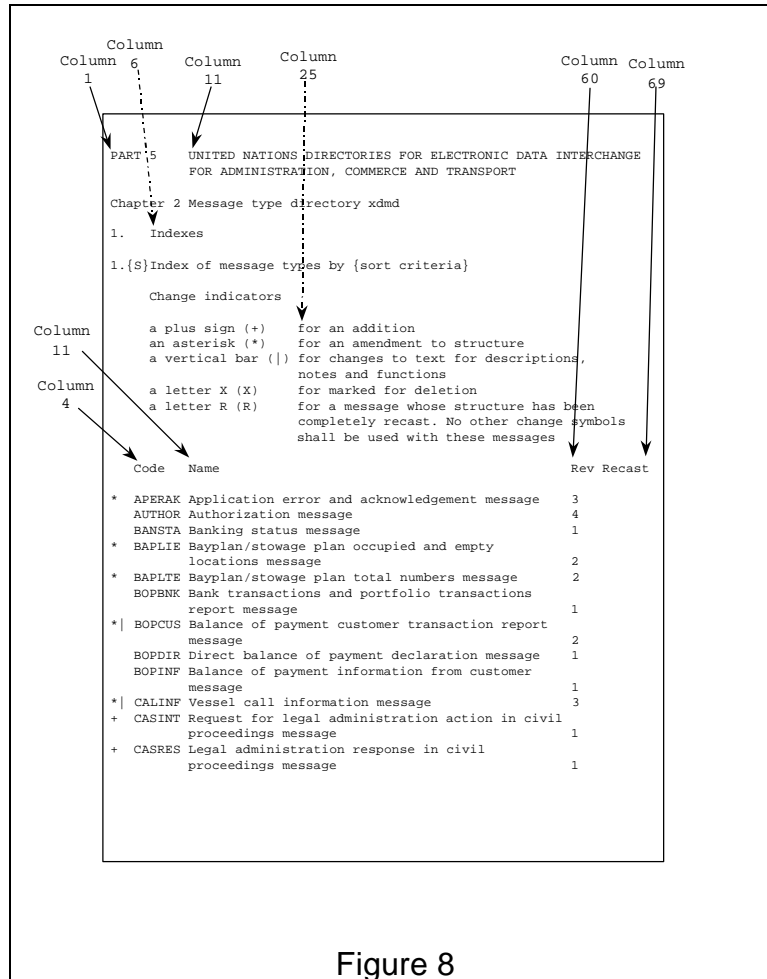 Column 6
Column 1
Column 11
Column 25
Column 60
Column 69
PART 5 UNITED NATIONS DIRECTORIES FOR ELECTRONIC DATA INTERCHANGE
FOR ADMINISTRATION, COMMERCE AND TRANSPORT
Chapter 2 Message type directory xdmd
1. Indexes
1.{S}Index of message types by {sort criteria}
Change indicators
a plus sign (+) for an addition
an asterisk (*) for an amendment to structure
a vertical bar (|) for changes to text for descriptions,
notes and functions
a letter X (X) for marked for deletion
a letter R (R) for a message whose structure has been
completely recast. No other change symbols
shall be used with these messages
Column 11
Column 4
Code Name Rev Recast
* APERAK Application error and acknowledgement message 3
AUTHOR Authorization message 4
BANSTA Banking status message 1
* BAPLIE Bayplan/stowage plan occupied and empty
locations message 2
* BAPLTE Bayplan/stowage plan total numbers message 2
BOPBNK Bank transactions and portfolio transactions
report message 1
*| BOPCUS Balance of payment customer transaction report
message 2
BOPDIR Direct balance of payment declaration message 1
BOPINF Balance of payment information from customer
message 1
*| CALINF Vessel call information message 3
+ CASINT Request for legal administration action in civil
proceedings message 1
+ CASRES Legal administration response in civil
proceedings message 1
Figure 8